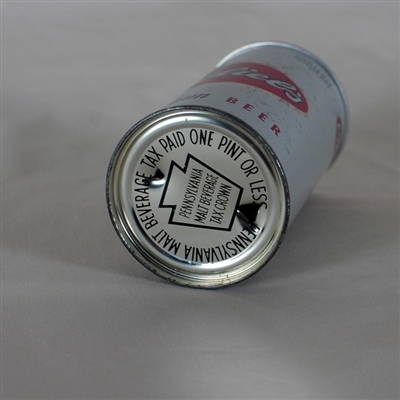 BEER
PENNSYLVANIA MALT BEVERAGE TAX PAID ONE PINT OR LESS
PENNSYLVANIA
MALT BEVERAGE
TAX CROWN